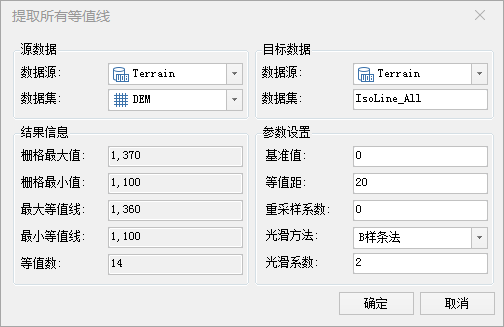 提取所有等值线
源数据
数据源: Terrain
数据集: DEM
目标数据
数据源: Terrain
数据集: IsoLine_All
结果信息
栅格最大值: 1,370
栅格最小值: 1,100
最大等值线: 1,360
最小等值线: 1,100
等值数: 14
参数设置
基准值: 0
等值距: 20
重采样系数: 0
光滑方法: B样条法
光滑系数: 2
确定
取消